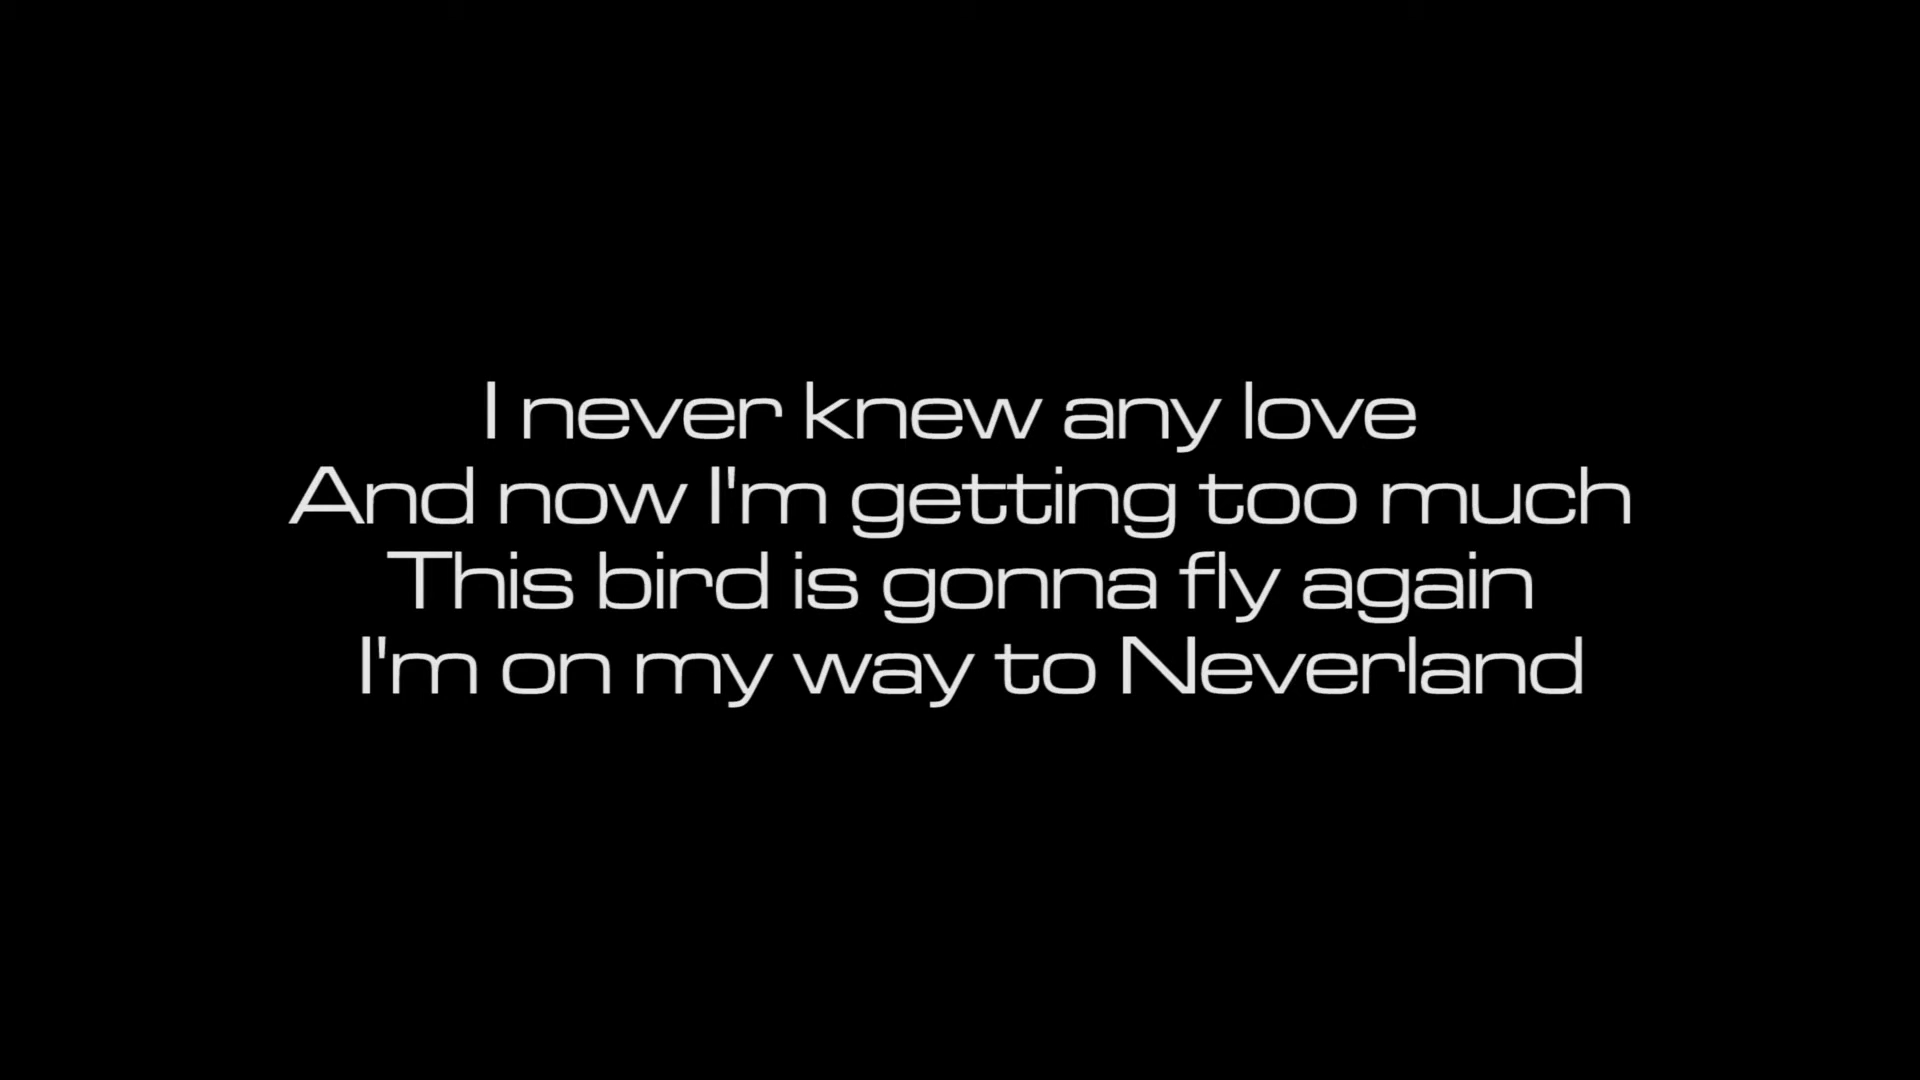 I never knew any love
And now I'm getting too much
This bird is gonna fly again
I'm on my way to Neverland